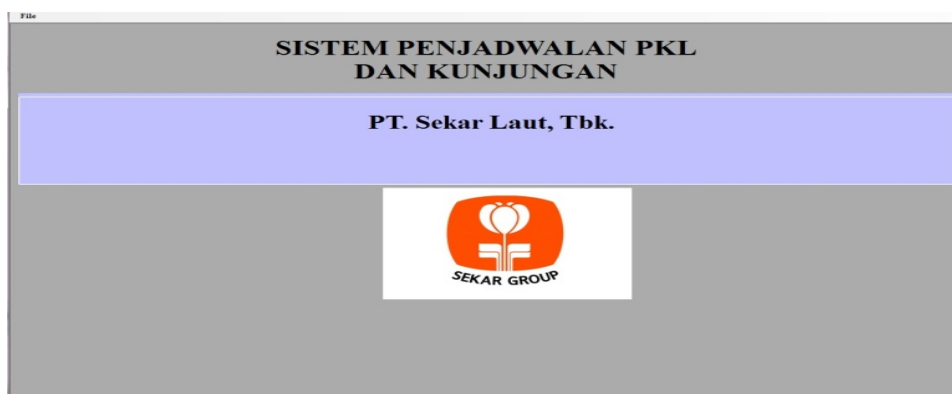 File
SISTEM PENJADWALAN PKL
DAN KUNJUNGAN
PT. Sekar Laut, Tbk.
SEKAR GROUP